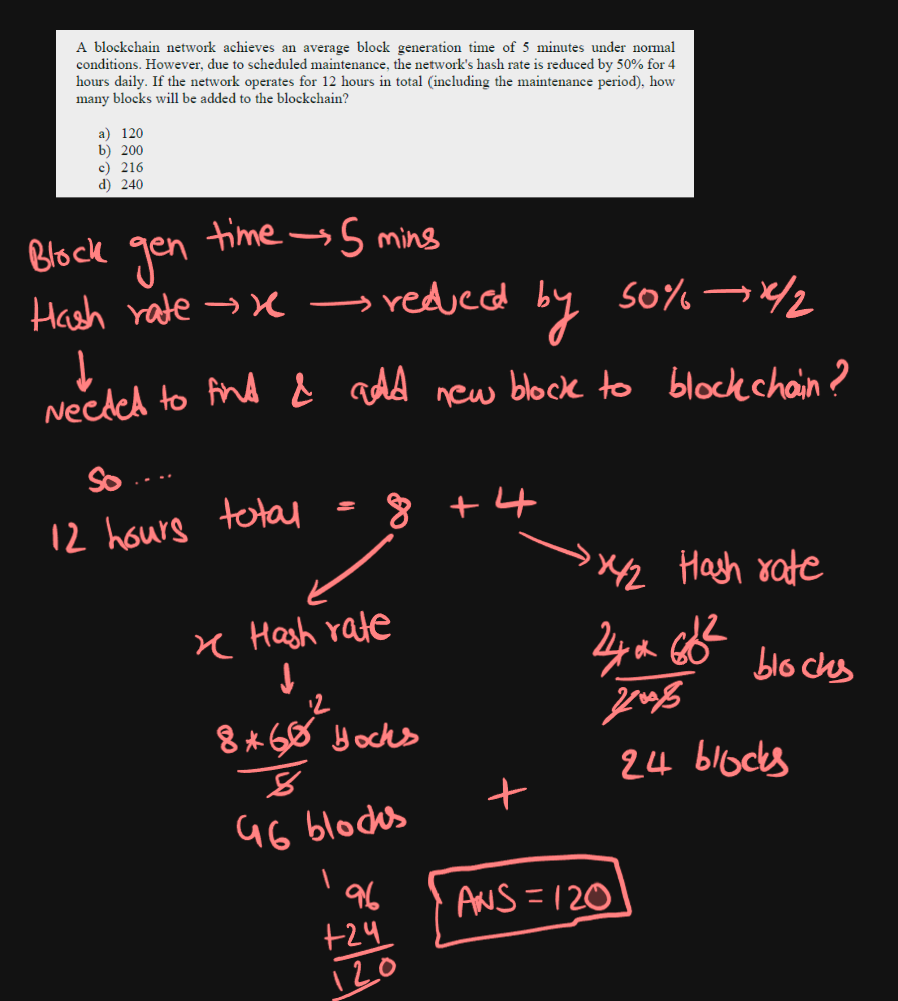 A blockchain network achieves an average block generation time of 5 minutes under normal
conditions. However, due to scheduled maintenance, the network's hash rate is reduced by 50% for 4
hours daily. If the network operates for 12 hours in total (including the maintenance period), how
many blocks will be added to the blockchain?
a) 120
b) 200
c) 216
d) 240
Block gen time → 5 mins
Hash rate → x → reduced by 50% → x/2
↓
Needed to find & add new block to blockchain?
So ....
12 hours total = 8 + 4
x/2 Hash rate
x Hash rate
↓
4 * 60 12 blocks
2 * 5
8 * 60 12 blocks
5
24 blocks
+
96 blocks
1
96
+24
120
ANS = 120